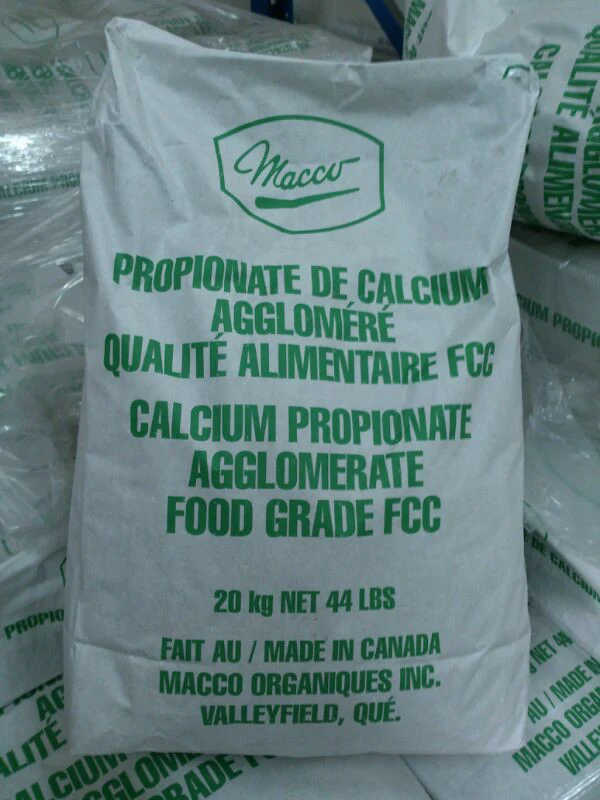 Macco
PROPIONATE DE CALCIUM
AGGLOMÉRÉ
QUALITÉ ALIMENTAIRE FCC
CALCIUM PROPIONATE
AGGLOMERATE
FOOD GRADE FCC
20 kg NET 44 LBS
FAIT AU / MADE IN CANADA
MACCO ORGANIQUES INC.
VALLEYFIELD, QUÉ.